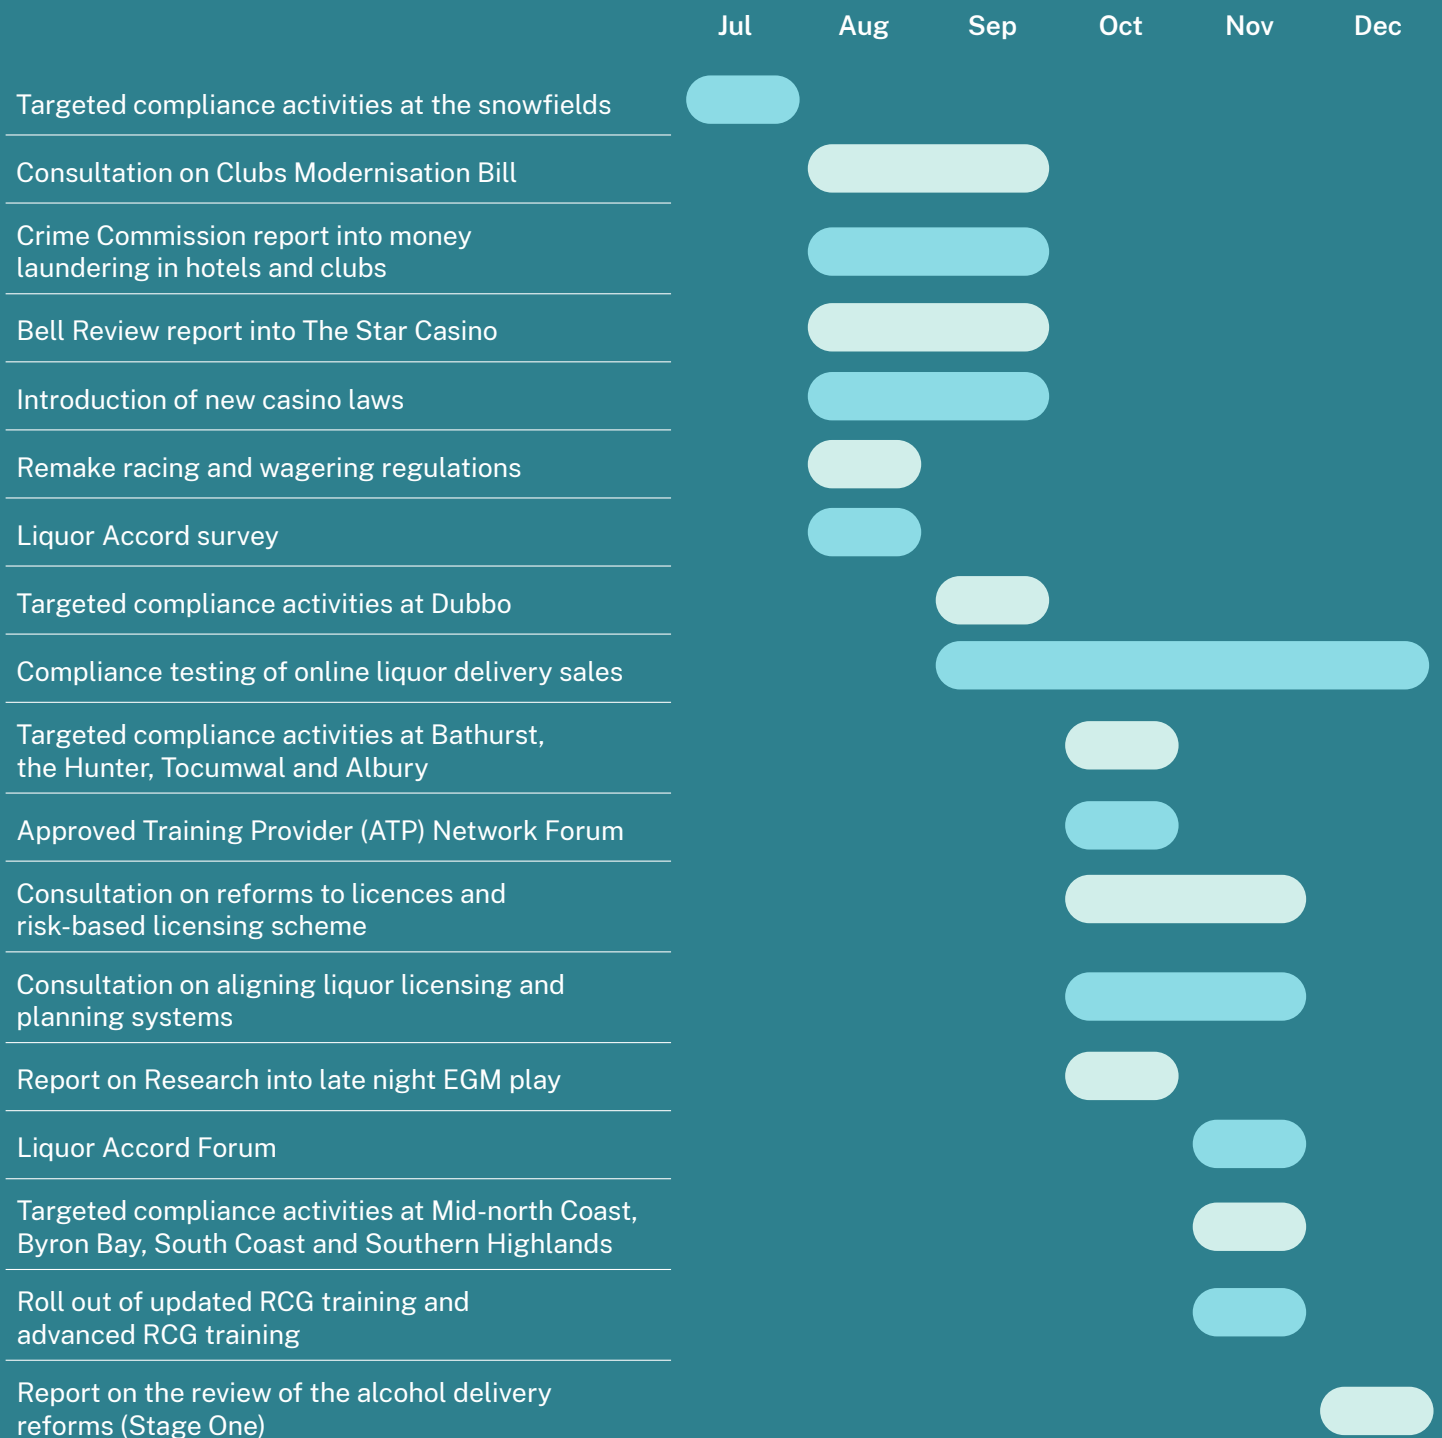 Jul Aug Sep Oct Nov Dec
Targeted compliance activities at the snowfields
Consultation on Clubs Modernisation Bill
Crime Commission report into money
laundering in hotels and clubs
Bell Review report into The Star Casino
Introduction of new casino laws
Remake racing and wagering regulations
Liquor Accord survey
Targeted compliance activities at Dubbo
Compliance testing of online liquor delivery sales
Targeted compliance activities at Bathurst,
the Hunter, Tocumwal and Albury
Approved Training Provider (ATP) Network Forum
Consultation on reforms to licences and
risk-based licensing scheme
Consultation on aligning liquor licensing and
planning systems
Report on Research into late night EGM play
Liquor Accord Forum
Targeted compliance activities at Mid-north Coast,
Byron Bay, South Coast and Southern Highlands
Roll out of updated RCG training and
advanced RCG training
Report on the review of the alcohol delivery
reforms (Stage One)